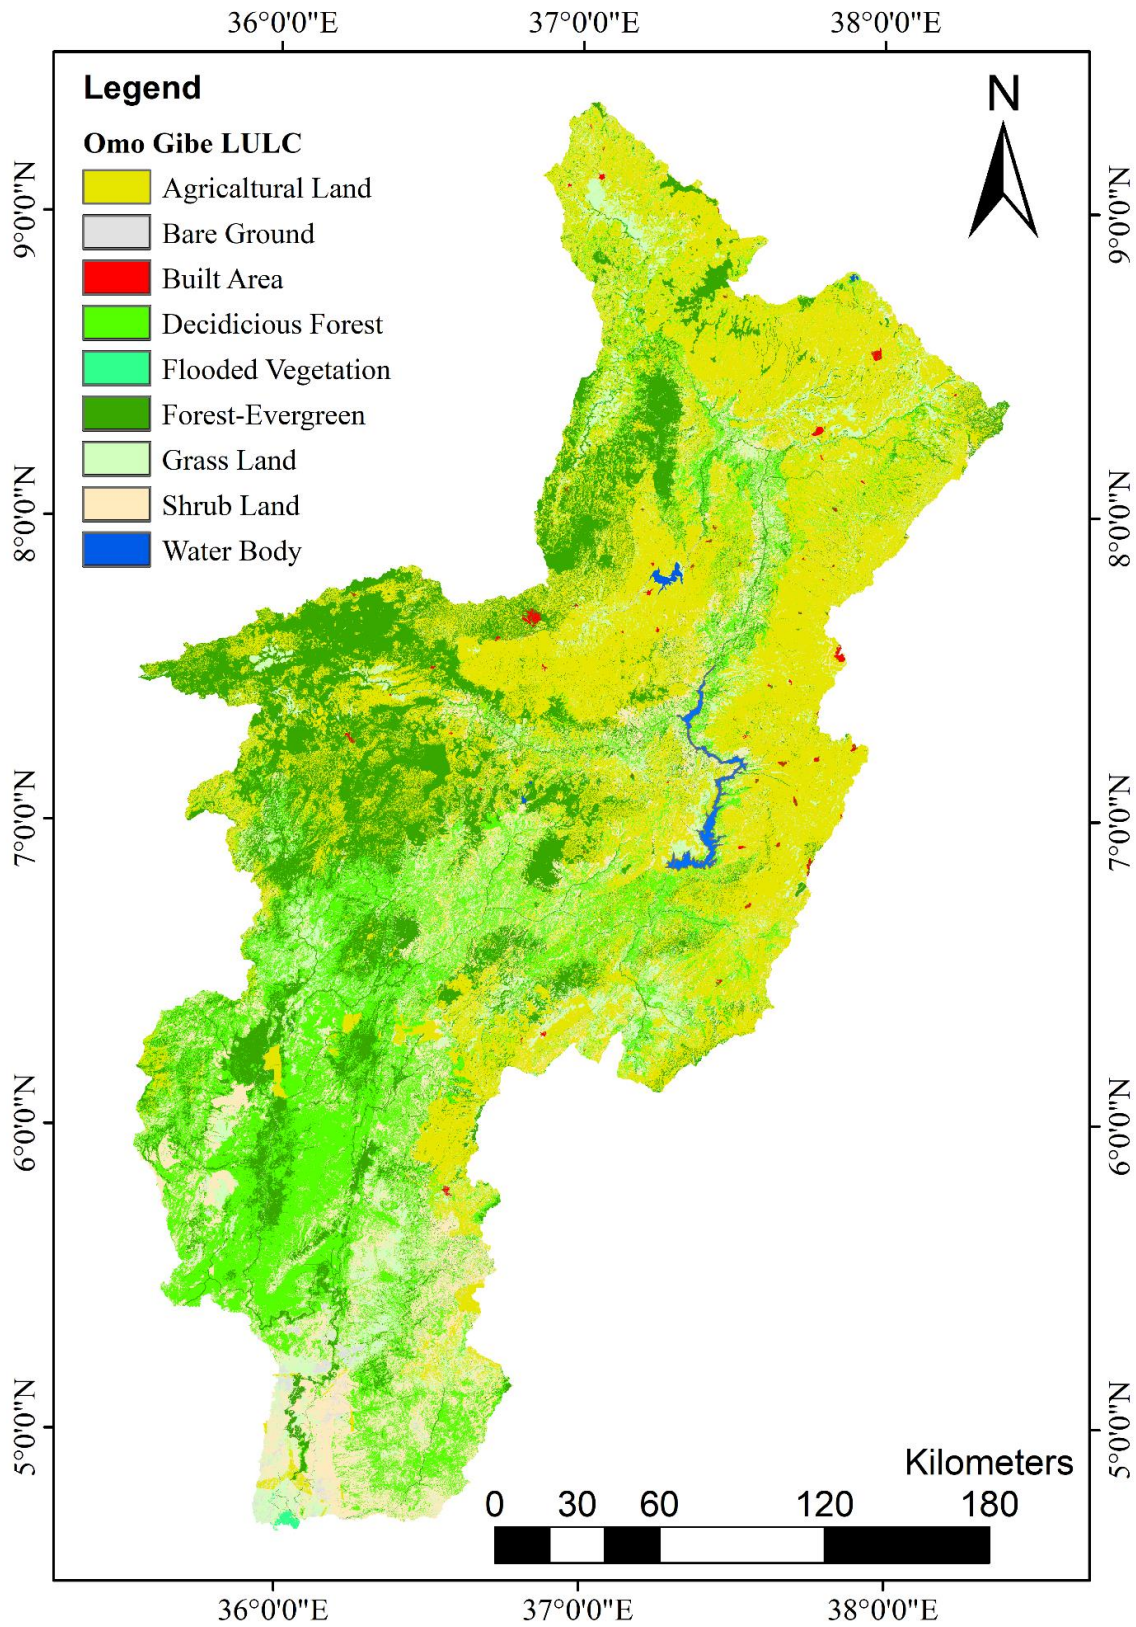 36°0'0"E 37°0'0"E 38°0'0"E
Legend
N
Omo Gibe LULC
Agricaltural Land
Bare Ground
Built Area
Decidicious Forest
Flooded Vegetation
Forest-Evergreen
Grass Land
Shrub Land
Water Body
9°0'0"N 9°0'0"N
8°0'0"N 8°0'0"N
7°0'0"N 7°0'0"N
6°0'0"N 6°0'0"N
5°0'0"N 5°0'0"N
Kilometers
0 30 60 120 180
36°0'0"E 37°0'0"E 38°0'0"E